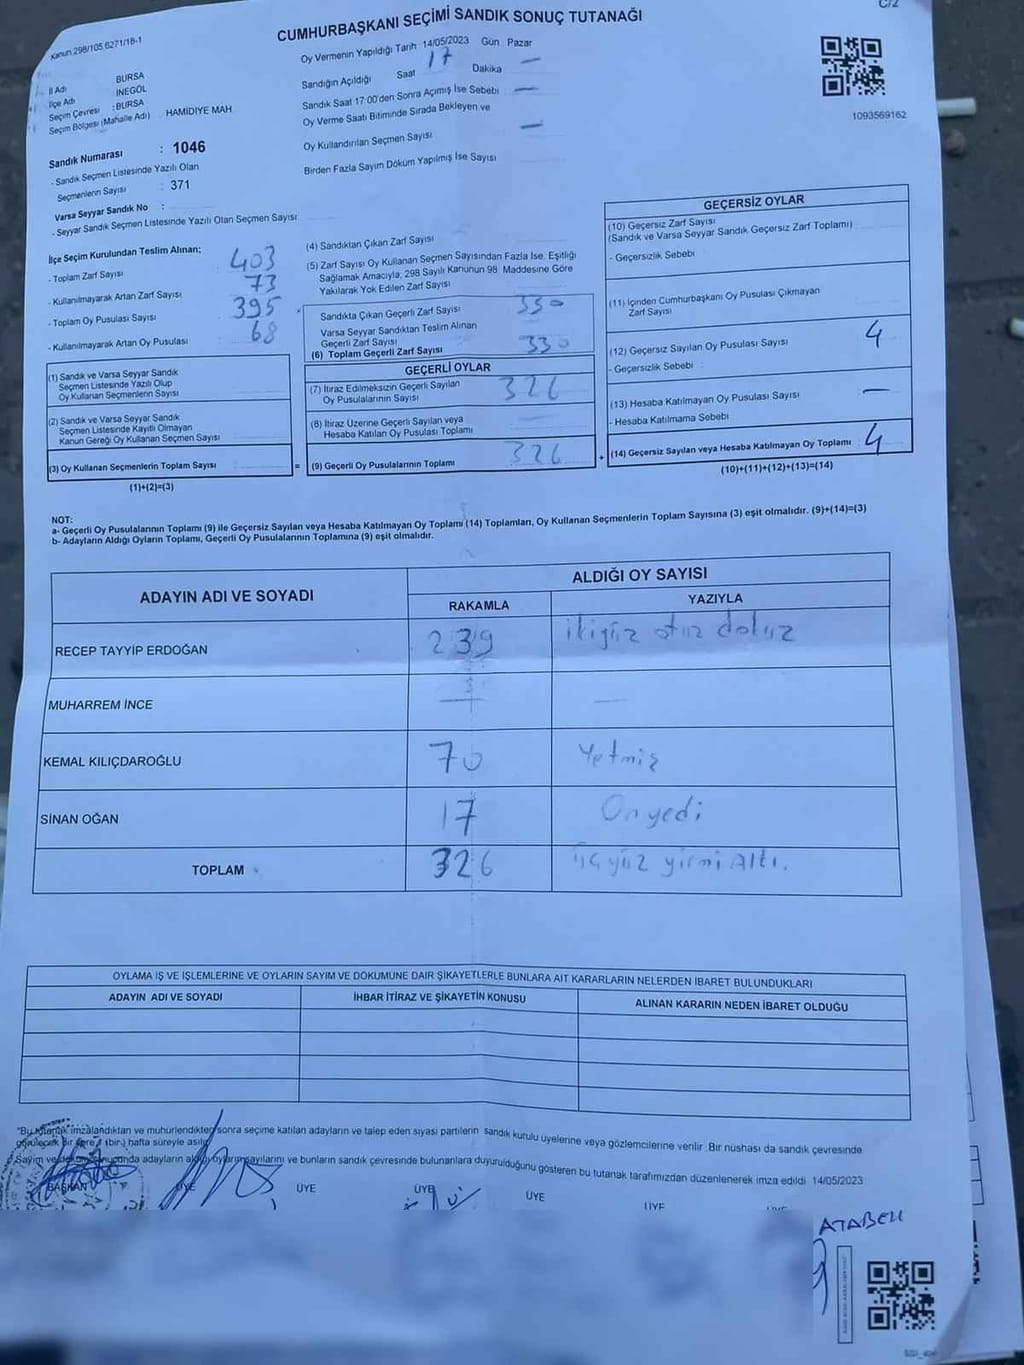 C/2
Kanun 298/105 6271/18-1
CUMHURBAŞKANI SEÇİMİ SANDIK SONUÇ TUTANAĞI
1093569162
İl Adı BURSA
İlçe Adı İNEGÖL
Seçim Çevresi : BURSA
Seçim Bölgesi (Mahalle Adı) HAMİDİYE MAH
Sandık Numarası : 1046
- Sandık Seçmen Listesinde Yazılı Olan
Seçmenlerin Sayısı : 371
Varsa Seyyar Sandık No :
- Seyyar Sandık Seçmen Listesinde Yazılı Olan Seçmen Sayısı
Oy Vermenin Yapıldığı Tarih 14/05/2023 Gün Pazar
Sandığın Açıldığı Saat 17 Dakika —
Sandık Saat 17:00'den Sonra Açımış İse Sebebi —
Oy Verme Saati Bitiminde Sırada Bekleyen ve
Oy Kullandırılan Seçmen Sayısı —
Birden Fazla Sayım Döküm Yapılmış İse Sayısı
İlçe Seçim Kurulundan Teslim Alınan;
- Toplam Zarf Sayısı 403
- Kullanılmayarak Artan Zarf Sayısı 73
- Toplam Oy Pusulası Sayısı 395
- Kullanılmayarak Artan Oy Pusulası 68
(1) Sandık ve Varsa Seyyar Sandık
Seçmen Listesinde Yazılı Olup
Oy Kullanan Seçmenlerin Sayısı
(2) Sandık ve Varsa Seyyar Sandık
Seçmen Listesinde Kayıtlı Olmayan
Kanun Gereği Oy Kullanan Seçmen Sayısı
(3) Oy Kullanan Seçmenlerin Toplam Sayısı
(1)+(2)=(3)
(4) Sandıktan Çıkan Zarf Sayısı
(5) Zarf Sayısı Oy Kullanan Seçmen Sayısından Fazla İse, Eşitliği
Sağlamak Amacıyla; 298 Sayılı Kanunun 98. Maddesine Göre
Yakılarak Yok Edilen Zarf Sayısı
Sandıkta Çıkan Geçerli Zarf Sayısı 330
Varsa Seyyar Sandıktan Teslim Alınan
Geçerli Zarf Sayısı
(6) Toplam Geçerli Zarf Sayısı 330
GEÇERLİ OYLAR
(7) İtiraz Edilmeksizin Geçerli Sayılan
Oy Pusulalarının Sayısı 326
(8) İtiraz Üzerine Geçerli Sayılan veya
Hesaba Katılan Oy Pusulası Toplamı
= (9) Geçerli Oy Pusulalarının Toplamı 326
GEÇERSİZ OYLAR
(10) Geçersiz Zarf Sayısı
(Sandık ve Varsa Seyyar Sandık Geçersiz Zarf Toplamı)
- Geçersizlik Sebebi
(11) İçinden Cumhurbaşkanı Oy Pusulası Çıkmayan
Zarf Sayısı
(12) Geçersiz Sayılan Oy Pusulası Sayısı 4
- Geçersizlik Sebebi
(13) Hesaba Katılmayan Oy Pusulası Sayısı —
- Hesaba Katılmama Sebebi
+ (14) Geçersiz Sayılan veya Hesaba Katılmayan Oy Toplamı 4
(10)+(11)+(12)+(13)=(14)
NOT:
a- Geçerli Oy Pusulalarının Toplamı (9) ile Geçersiz Sayılan veya Hesaba Katılmayan Oy Toplamı (14) Toplamları, Oy Kullanan Seçmenlerin Toplam Sayısına (3) eşit olmalıdır. (9)+(14)=(3)
b- Adayların Aldığı Oyların Toplamı, Geçerli Oy Pusulalarının Toplamına (9) eşit olmalıdır.
ADAYIN ADI VE SOYADI ALDIĞI OY SAYISI
RAKAMLA YAZIYLA
RECEP TAYYİP ERDOĞAN 239 ikiyüz otuz dokuz
MUHARREM İNCE — —
KEMAL KILIÇDAROĞLU 70 Yetmiş
SİNAN OĞAN 17 Onyedi
TOPLAM 326 üçyüz yirmi Altı.
OYLAMA İŞ VE İŞLEMLERİNE VE OYLARIN SAYIM VE DÖKÜMÜNE DAİR ŞİKAYETLERLE BUNLARA AİT KARARLARIN NELERDEN İBARET BULUNDUKLARI
ADAYIN ADI VE SOYADI İHBAR İTİRAZ VE ŞİKAYETİN KONUSU ALINAN KARARIN NEDEN İBARET OLDUĞU
"Bu tutanak imzalandıktan ve mühürlendikten sonra seçime katılan adayların ve talep eden siyasi partilerin sandık kurulu üyelerine veya gözlemcilerine verilir Bir nüshası da sandık çevresinde
görülecek bir yere 1 (bir) hafta süreyle asılır
Sayım ve sonucunda adayların aldığı oyların sayılarını ve bunların sandık çevresinde bulunanlara duyurulduğunu gösteren bu tutanak tarafımızdan düzenlenerek imza edildi 14/05/2023
BAŞKAN ÜYE ÜYE ÜYE ÜYE ÜYE
ATABEK